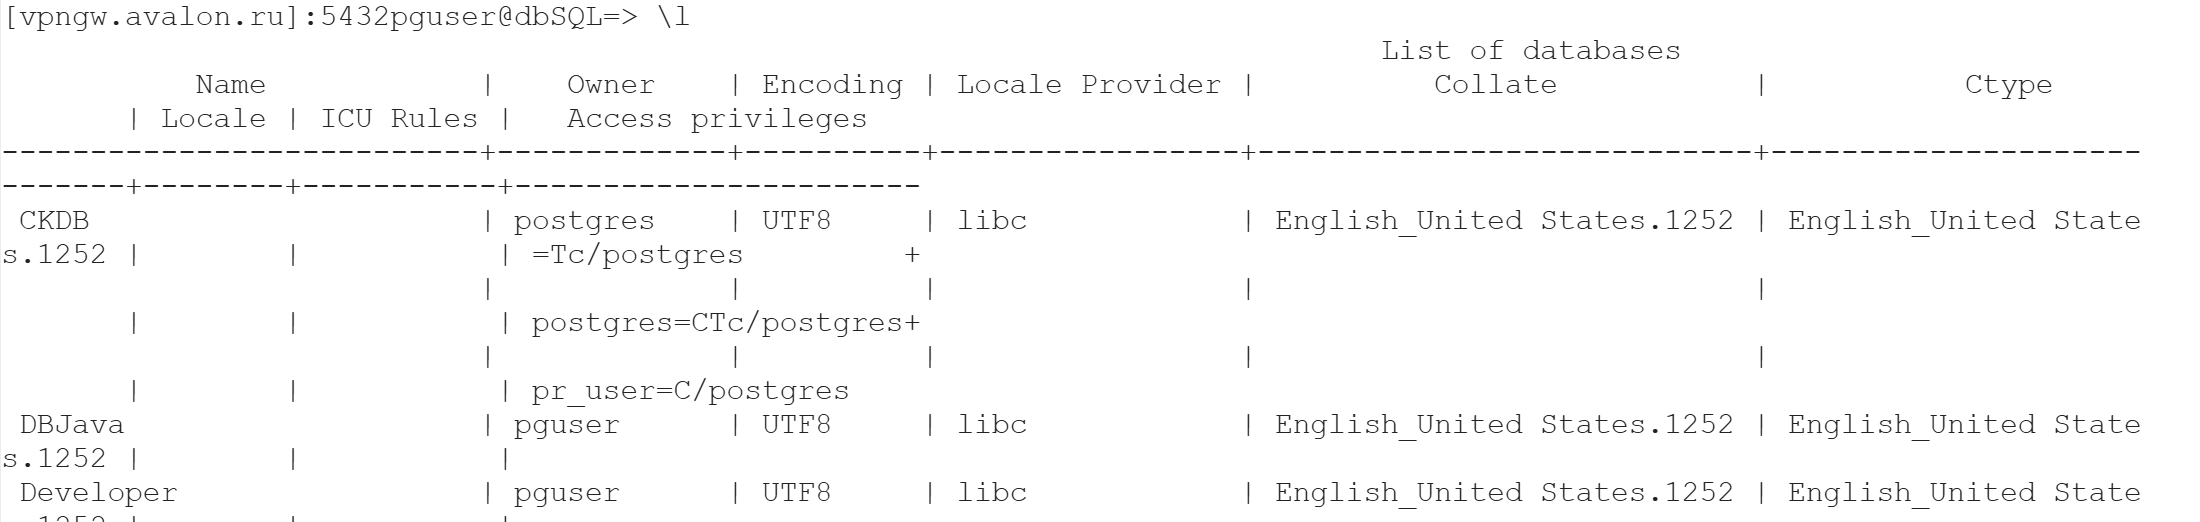 [vpngw.avalon.ru]:5432pguser@dbSQL=> \l
                                                                              List of databases
           Name            |    Owner    | Encoding | Locale Provider |          Collate           |           Ctype
       | Locale | ICU Rules |   Access privileges
---------------------------+-------------+----------+-----------------+----------------------------+---------------------
-------+--------+-----------+-----------------------
 CKDB                      | postgres    | UTF8     | libc            | English_United States.1252 | English_United State
s.1252 |        |           | =Tc/postgres         +
                           |             |          |                 |                            |
       |        |           | postgres=CTc/postgres+
                           |             |          |                 |                            |
       |        |           | pr_user=C/postgres
 DBJava                    | pguser      | UTF8     | libc            | English_United States.1252 | English_United State
s.1252 |        |           |
 Developer                 | pguser      | UTF8     | libc            | English_United States.1252 | English_United State